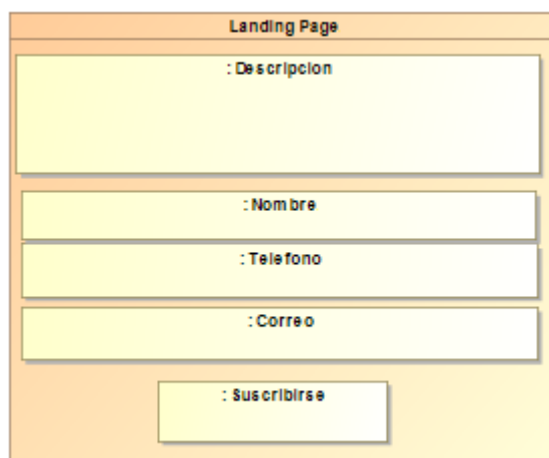 Landing Page
: Descripcion
: Nombre
: Telefono
: Correo
: Suscribirse